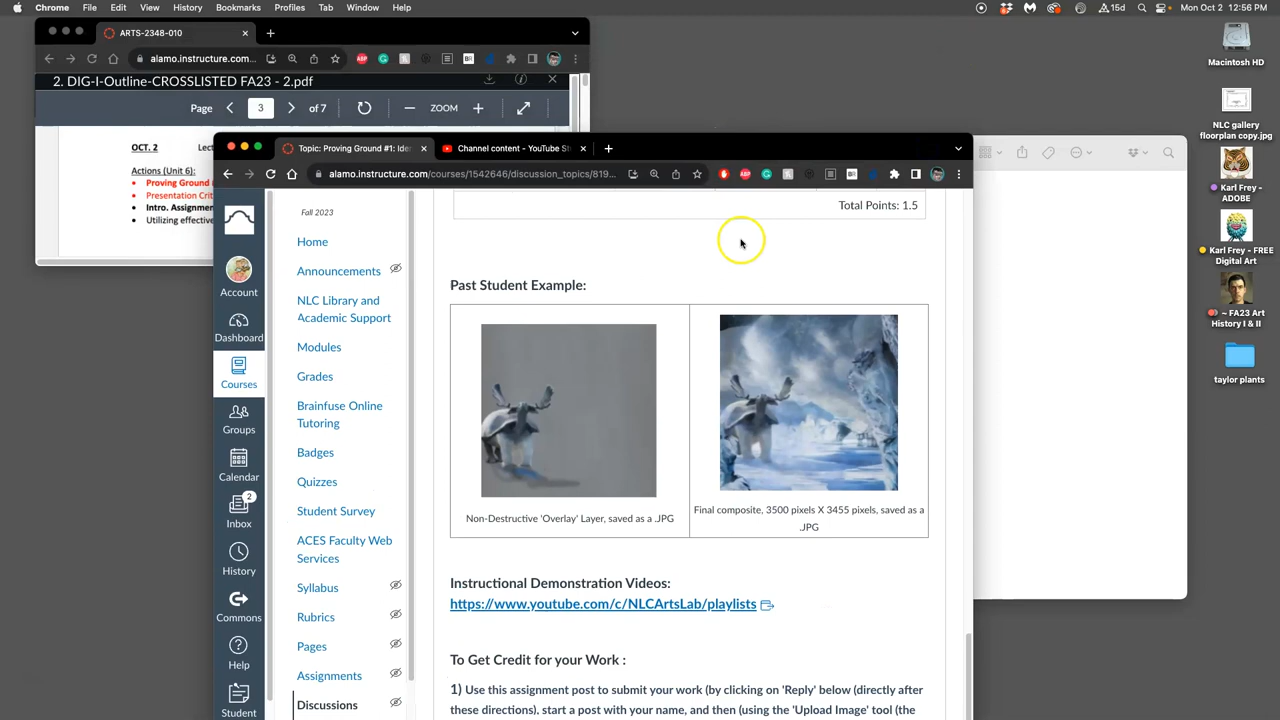 Chrome File Edit View History Bookmarks Profiles Tab Window Help 15d Mon Oct 2 12:56 PM
ARTS-2348-010
alamo.instructure.com...
2. DIG-I-Outline-CROSSLISTED FA23 - 2.pdf
Page 3 of 7 ZOOM
OCT. 2 Lect
Actions (Unit 6):
Proving Ground
Presentation Crit
Intro. Assignm
Utilizing effective
Topic: Proving Ground #1: Ide
Channel content - YouTube St
alamo.instructure.com/courses/1542646/discussion_topics/819...
Fall 2023
Home
Announcements
NLC Library and
Academic Support
Modules
Grades
Brainfuse Online
Tutoring
Badges
Quizzes
Student Survey
ACES Faculty Web
Services
Syllabus
Rubrics
Pages
Assignments
Discussions
Account
Dashboard
Courses
Groups
Calendar
2
Inbox
History
Commons
Help
Student
Total Points: 1.5
Past Student Example:
Non-Destructive 'Overlay' Layer, saved as a .JPG
Final composite, 3500 pixels X 3455 pixels, saved as a
.JPG
Instructional Demonstration Videos:
https://www.youtube.com/c/NLCArtsLab/playlists
To Get Credit for your Work :
1) Use this assignment post to submit your work (by clicking on 'Reply' below (directly after
these directions), start a post with your name, and then (using the 'Upload Image' tool (the
Macintosh HD
NLC gallery
floorplan copy.jpg
Karl Frey -
ADOBE
Karl Frey - FREE
Digital Art
~ FA23 Art
History I & II
taylor plants